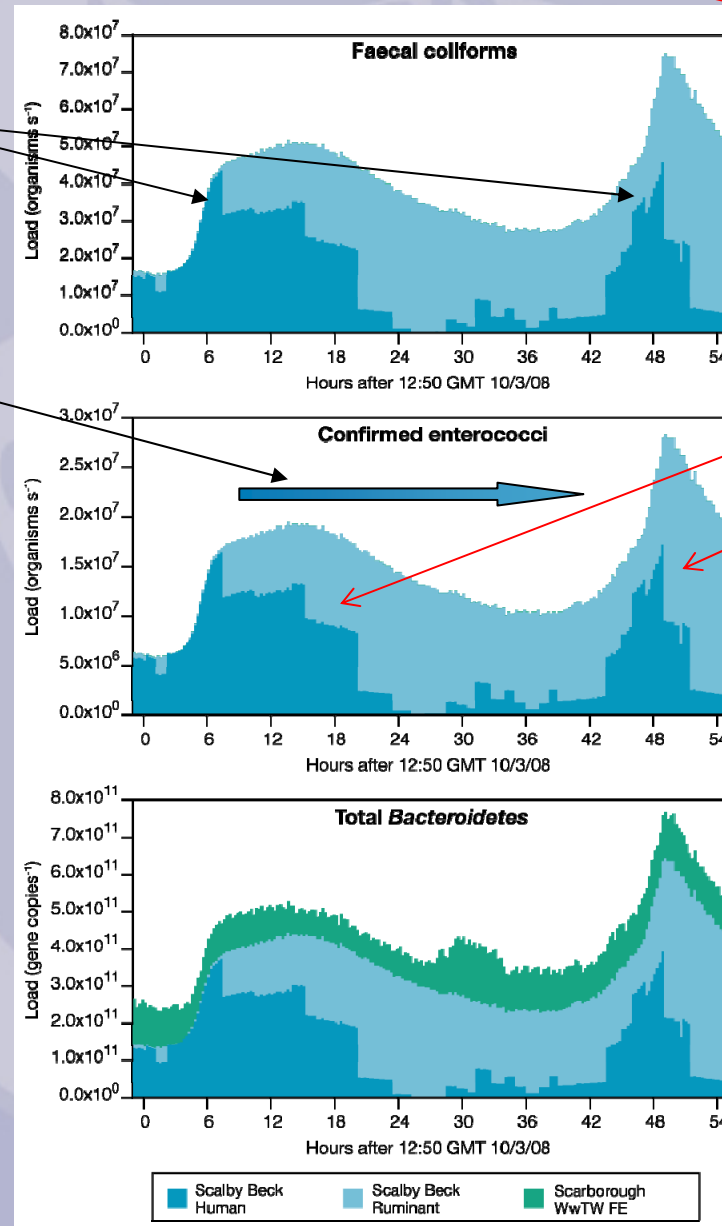 Faecal coliforms
Load (organisms s⁻¹)
8.0x10⁷
7.0x10⁷
6.0x10⁷
5.0x10⁷
4.0x10⁷
3.0x10⁷
2.0x10⁷
1.0x10⁷
0.0x10⁰
0 6 12 18 24 30 36 42 48 54
Hours after 12:50 GMT 10/3/08
Confirmed enterococci
Load (organisms s⁻¹)
3.0x10⁷
2.5x10⁷
2.0x10⁷
1.5x10⁷
1.0x10⁷
5.0x10⁶
0.0x10⁰
0 6 12 18 24 30 36 42 48 54
Hours after 12:50 GMT 10/3/08
Total Bacteroidetes
Load (gene copies⁻¹)
8.0x10¹¹
7.0x10¹¹
6.0x10¹¹
5.0x10¹¹
4.0x10¹¹
3.0x10¹¹
2.0x10¹¹
1.0x10¹¹
0.0x10⁰
0 6 12 18 24 30 36 42 48 54
Hours after 12:50 GMT 10/3/08
Scalby Beck
Human
Scalby Beck
Ruminant
Scarborough
WwTW FE